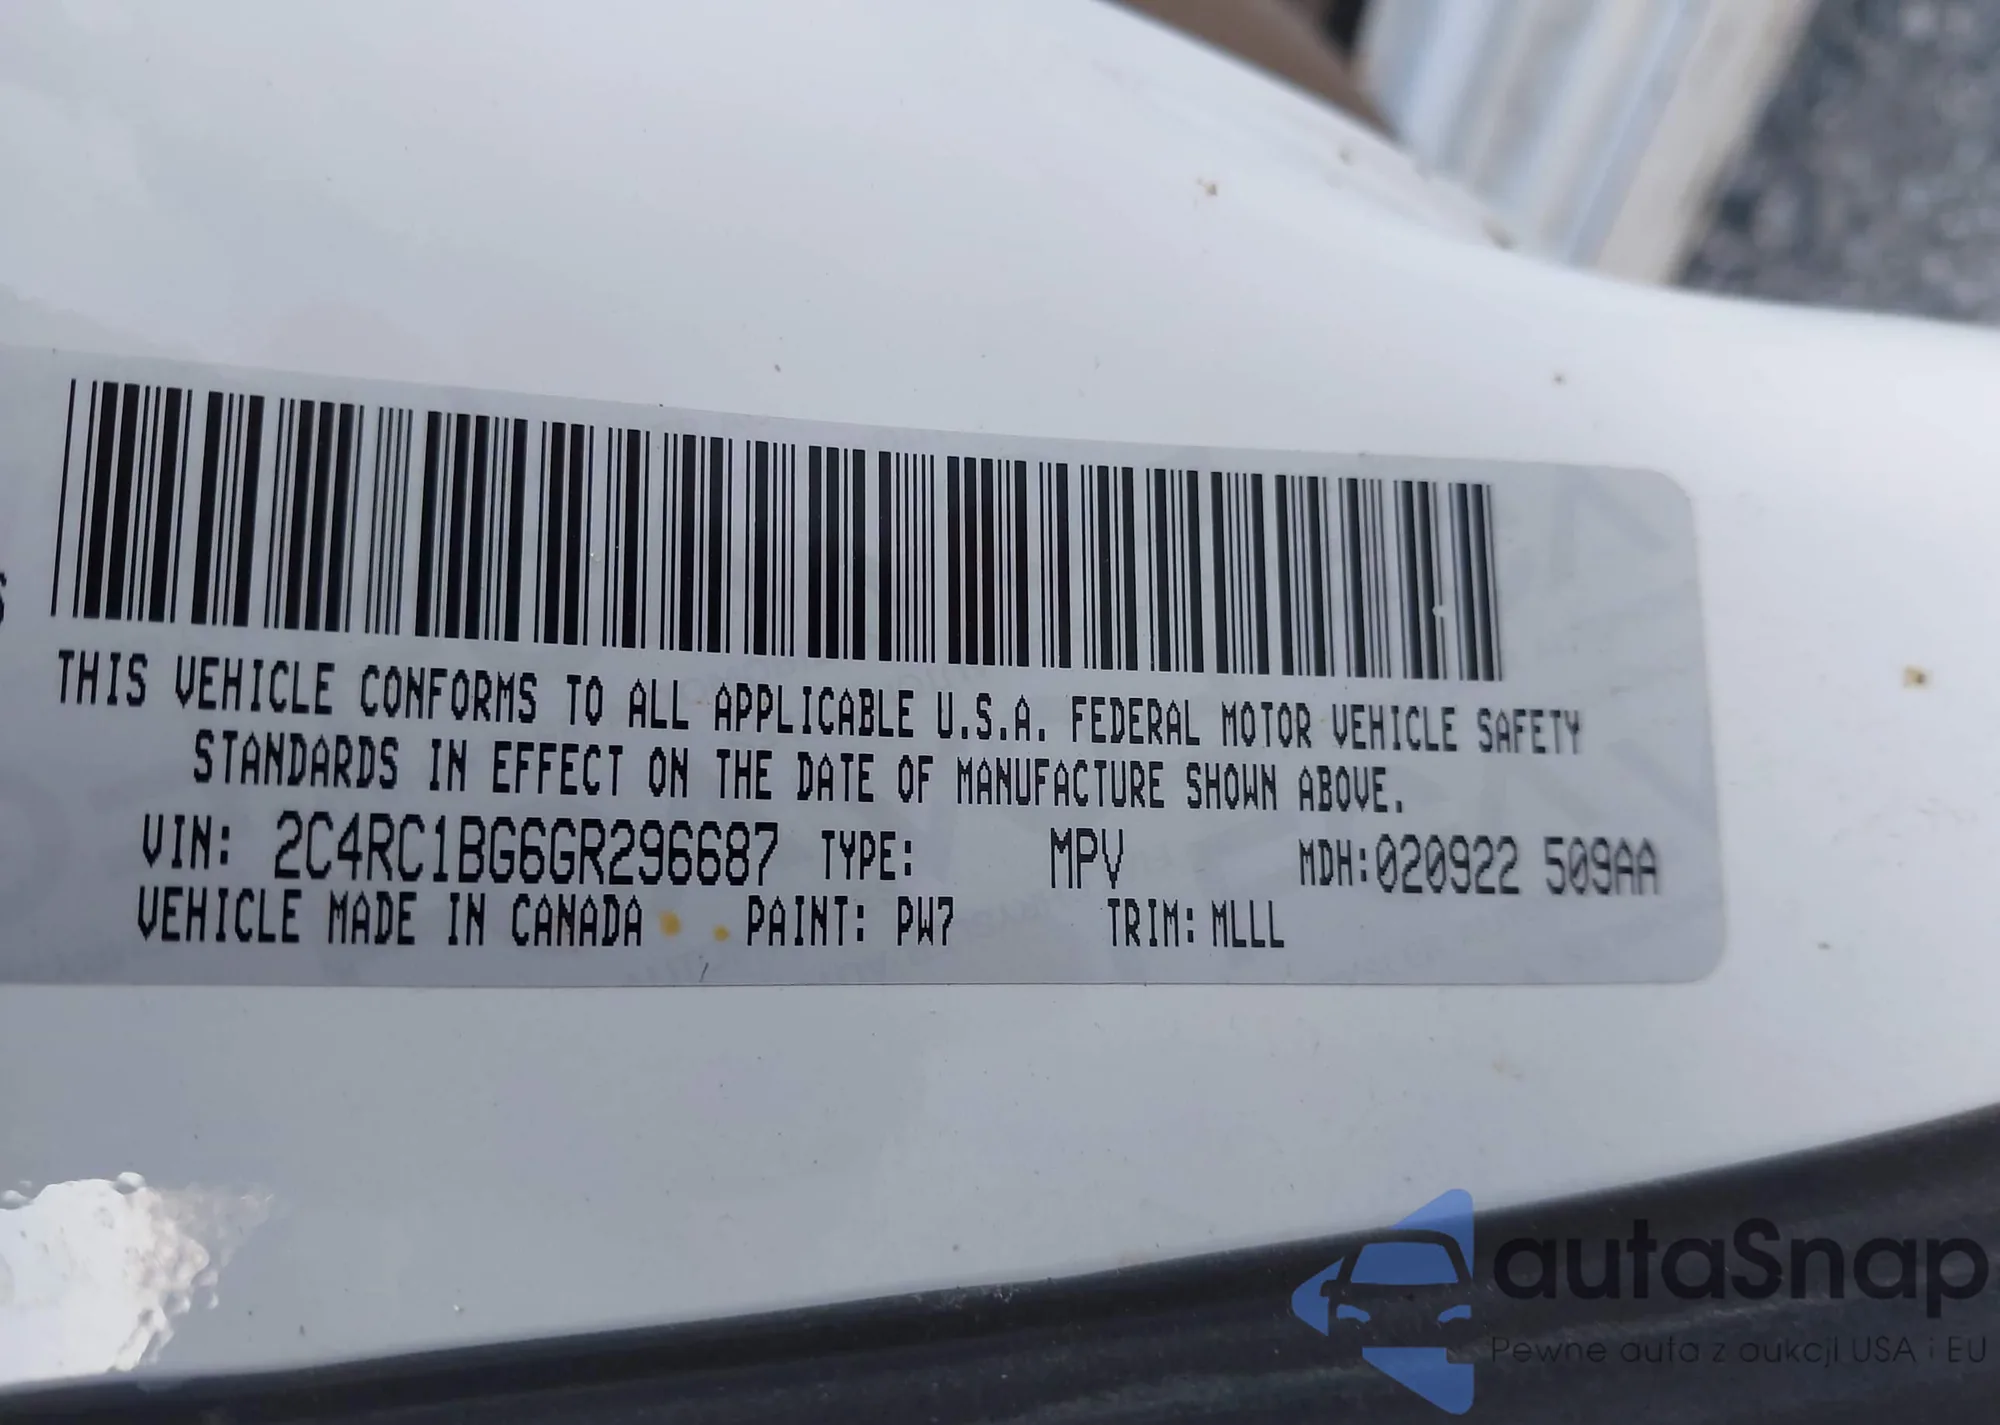 THIS VEHICLE CONFORMS TO ALL APPLICABLE U.S.A. FEDERAL MOTOR VEHICLE SAFETY
STANDARDS IN EFFECT ON THE DATE OF MANUFACTURE SHOWN ABOVE.
VIN: 2C4RC1BG6GR296687 TYPE: MPV MDH:020922 509AA
VEHICLE MADE IN CANADA PAINT: PW7 TRIM: MLLL
autaSnap
Pewne auta z aukcji USA i EU